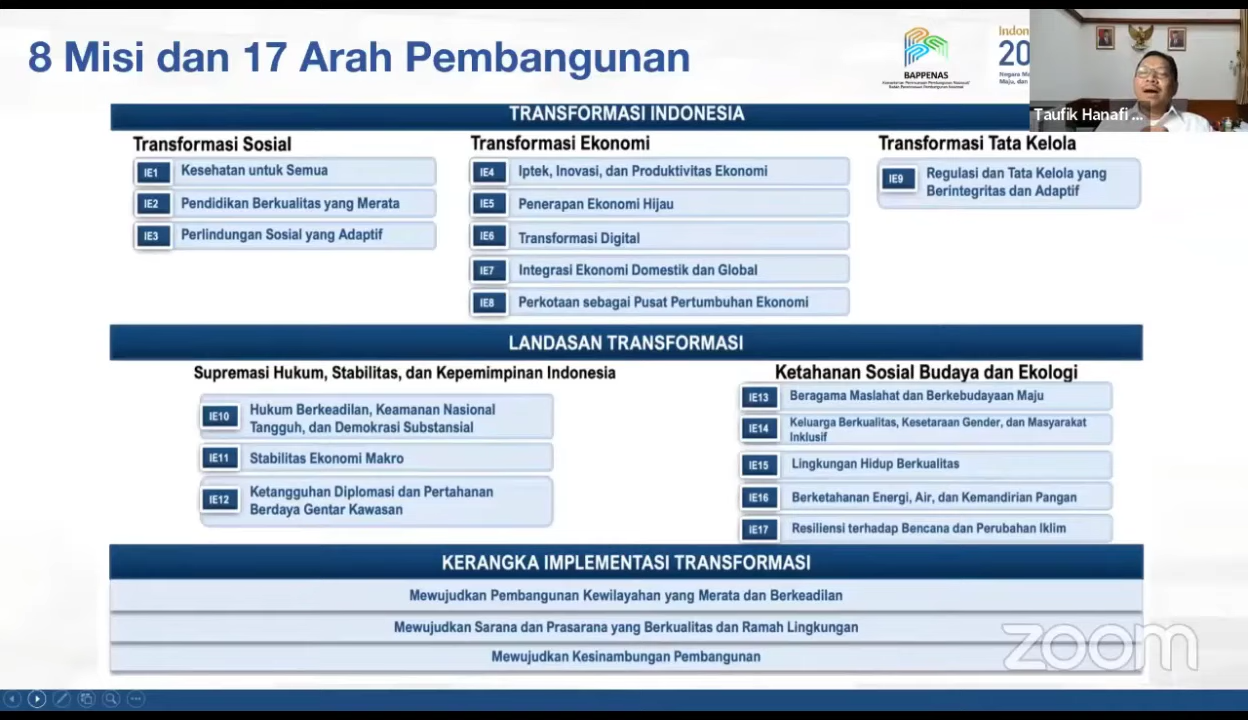 8 Misi dan 17 Arah Pembangunan
BAPPENAS
Indon
20
Negara M
Maju, dan
Taufik Hanafi ...
TRANSFORMASI INDONESIA
Transformasi Sosial
IE1 Kesehatan untuk Semua
IE2 Pendidikan Berkualitas yang Merata
IE3 Perlindungan Sosial yang Adaptif
Transformasi Ekonomi
IE4 Iptek, Inovasi, dan Produktivitas Ekonomi
IE5 Penerapan Ekonomi Hijau
IE6 Transformasi Digital
IE7 Integrasi Ekonomi Domestik dan Global
IE8 Perkotaan sebagai Pusat Pertumbuhan Ekonomi
Transformasi Tata Kelola
IE9 Regulasi dan Tata Kelola yang
Berintegritas dan Adaptif
LANDASAN TRANSFORMASI
Supremasi Hukum, Stabilitas, dan Kepemimpinan Indonesia
IE10 Hukum Berkeadilan, Keamanan Nasional
Tangguh, dan Demokrasi Substansial
IE11 Stabilitas Ekonomi Makro
IE12 Ketangguhan Diplomasi dan Pertahanan
Berdaya Gentar Kawasan
Ketahanan Sosial Budaya dan Ekologi
IE13 Beragama Maslahat dan Berkebudayaan Maju
IE14 Keluarga Berkualitas, Kesetaraan Gender, dan Masyarakat
Inklusif
IE15 Lingkungan Hidup Berkualitas
IE16 Berketahanan Energi, Air, dan Kemandirian Pangan
IE17 Resiliensi terhadap Bencana dan Perubahan Iklim
KERANGKA IMPLEMENTASI TRANSFORMASI
Mewujudkan Pembangunan Kewilayahan yang Merata dan Berkeadilan
Mewujudkan Sarana dan Prasarana yang Berkualitas dan Ramah Lingkungan
Mewujudkan Kesinambungan Pembangunan
zoom